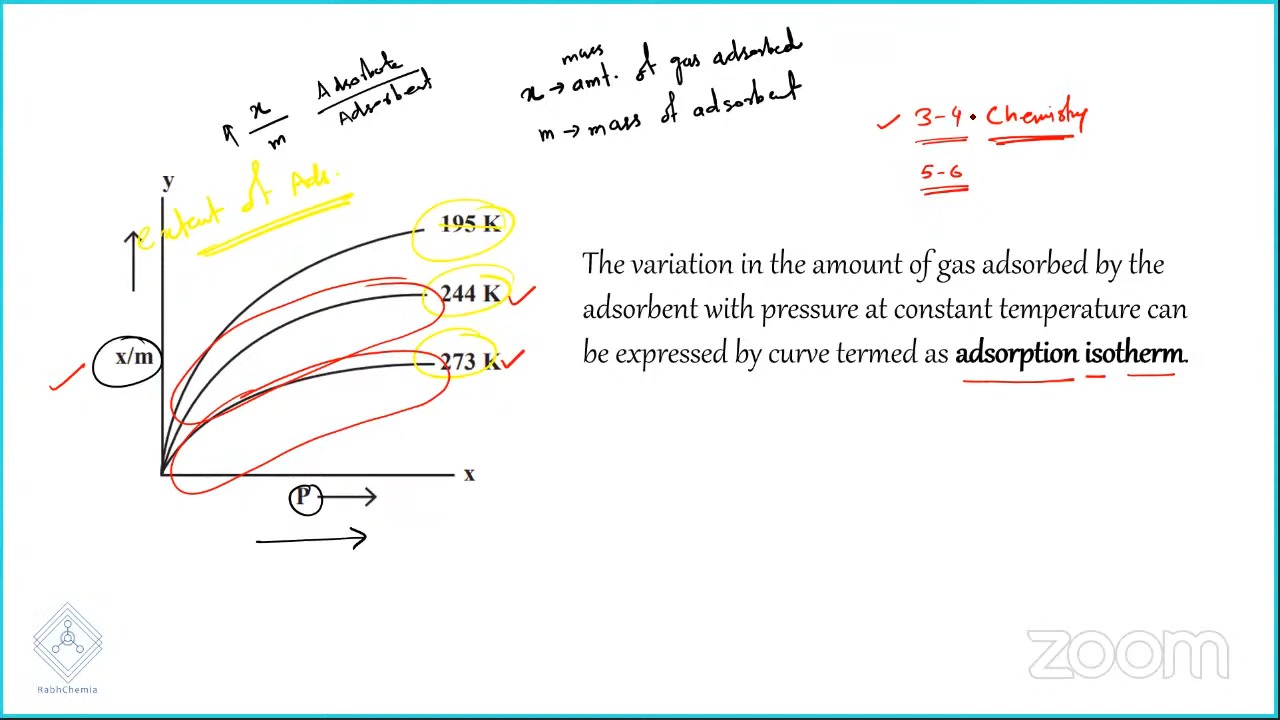 mass
x → amt. of gas adsorbed
m → mass of adsorbent
↑ x/m Adsorbate/Adsorbent
✓ 3-4 • Chemistry
5-6
extent of Ads.
y
195 K
244 K ✓
273 K ✓
✓ x/m
x
P →
The variation in the amount of gas adsorbed by the
adsorbent with pressure at constant temperature can
be expressed by curve termed as adsorption isotherm.
RabhChemia
zoom